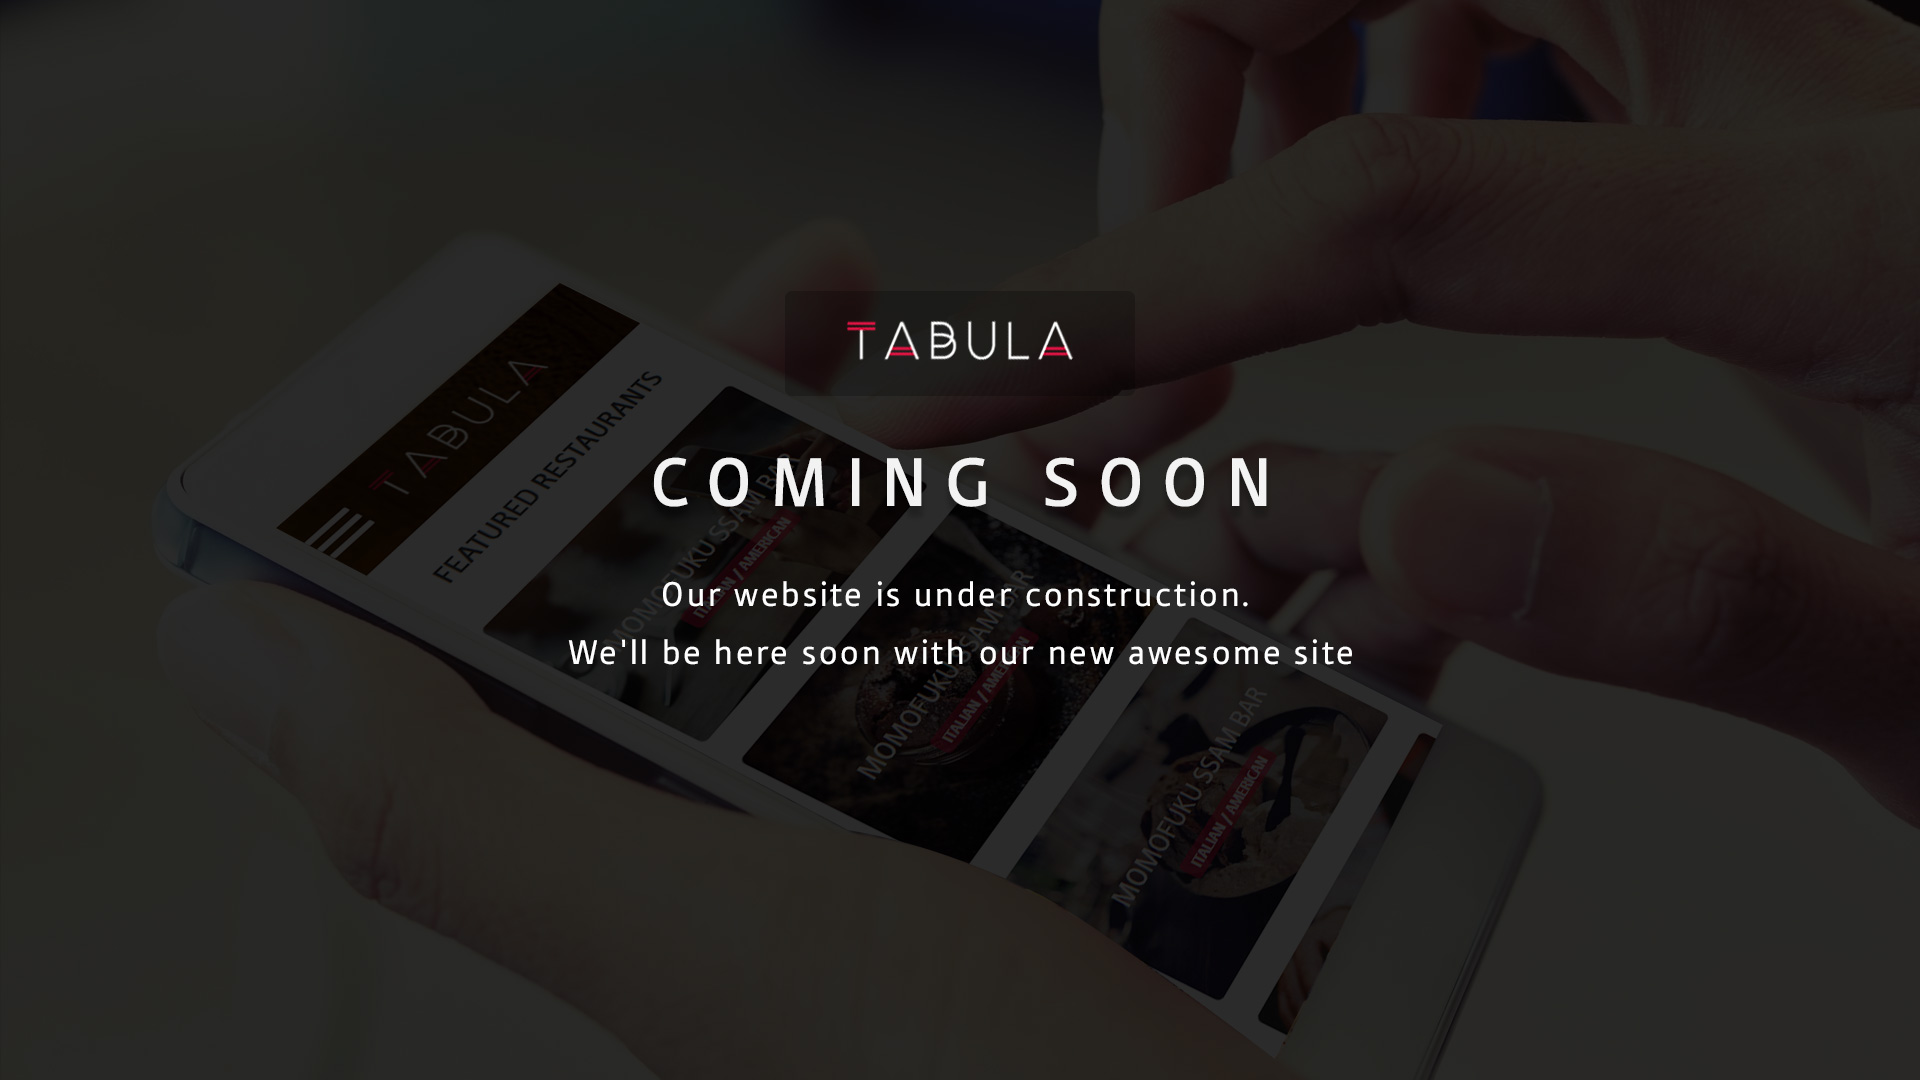 TABULA
COMING SOON
Our website is under construction.
We'll be here soon with our new awesome site
TABULA
FEATURED RESTAURANTS
MOMOFUKU SSAM BAR
ITALIAN / AMERICAN
MOMOFUKU SSAM BAR
ITALIAN / AMERICAN
MOMOFUKU SSAM BAR
ITALIAN / AMERICAN